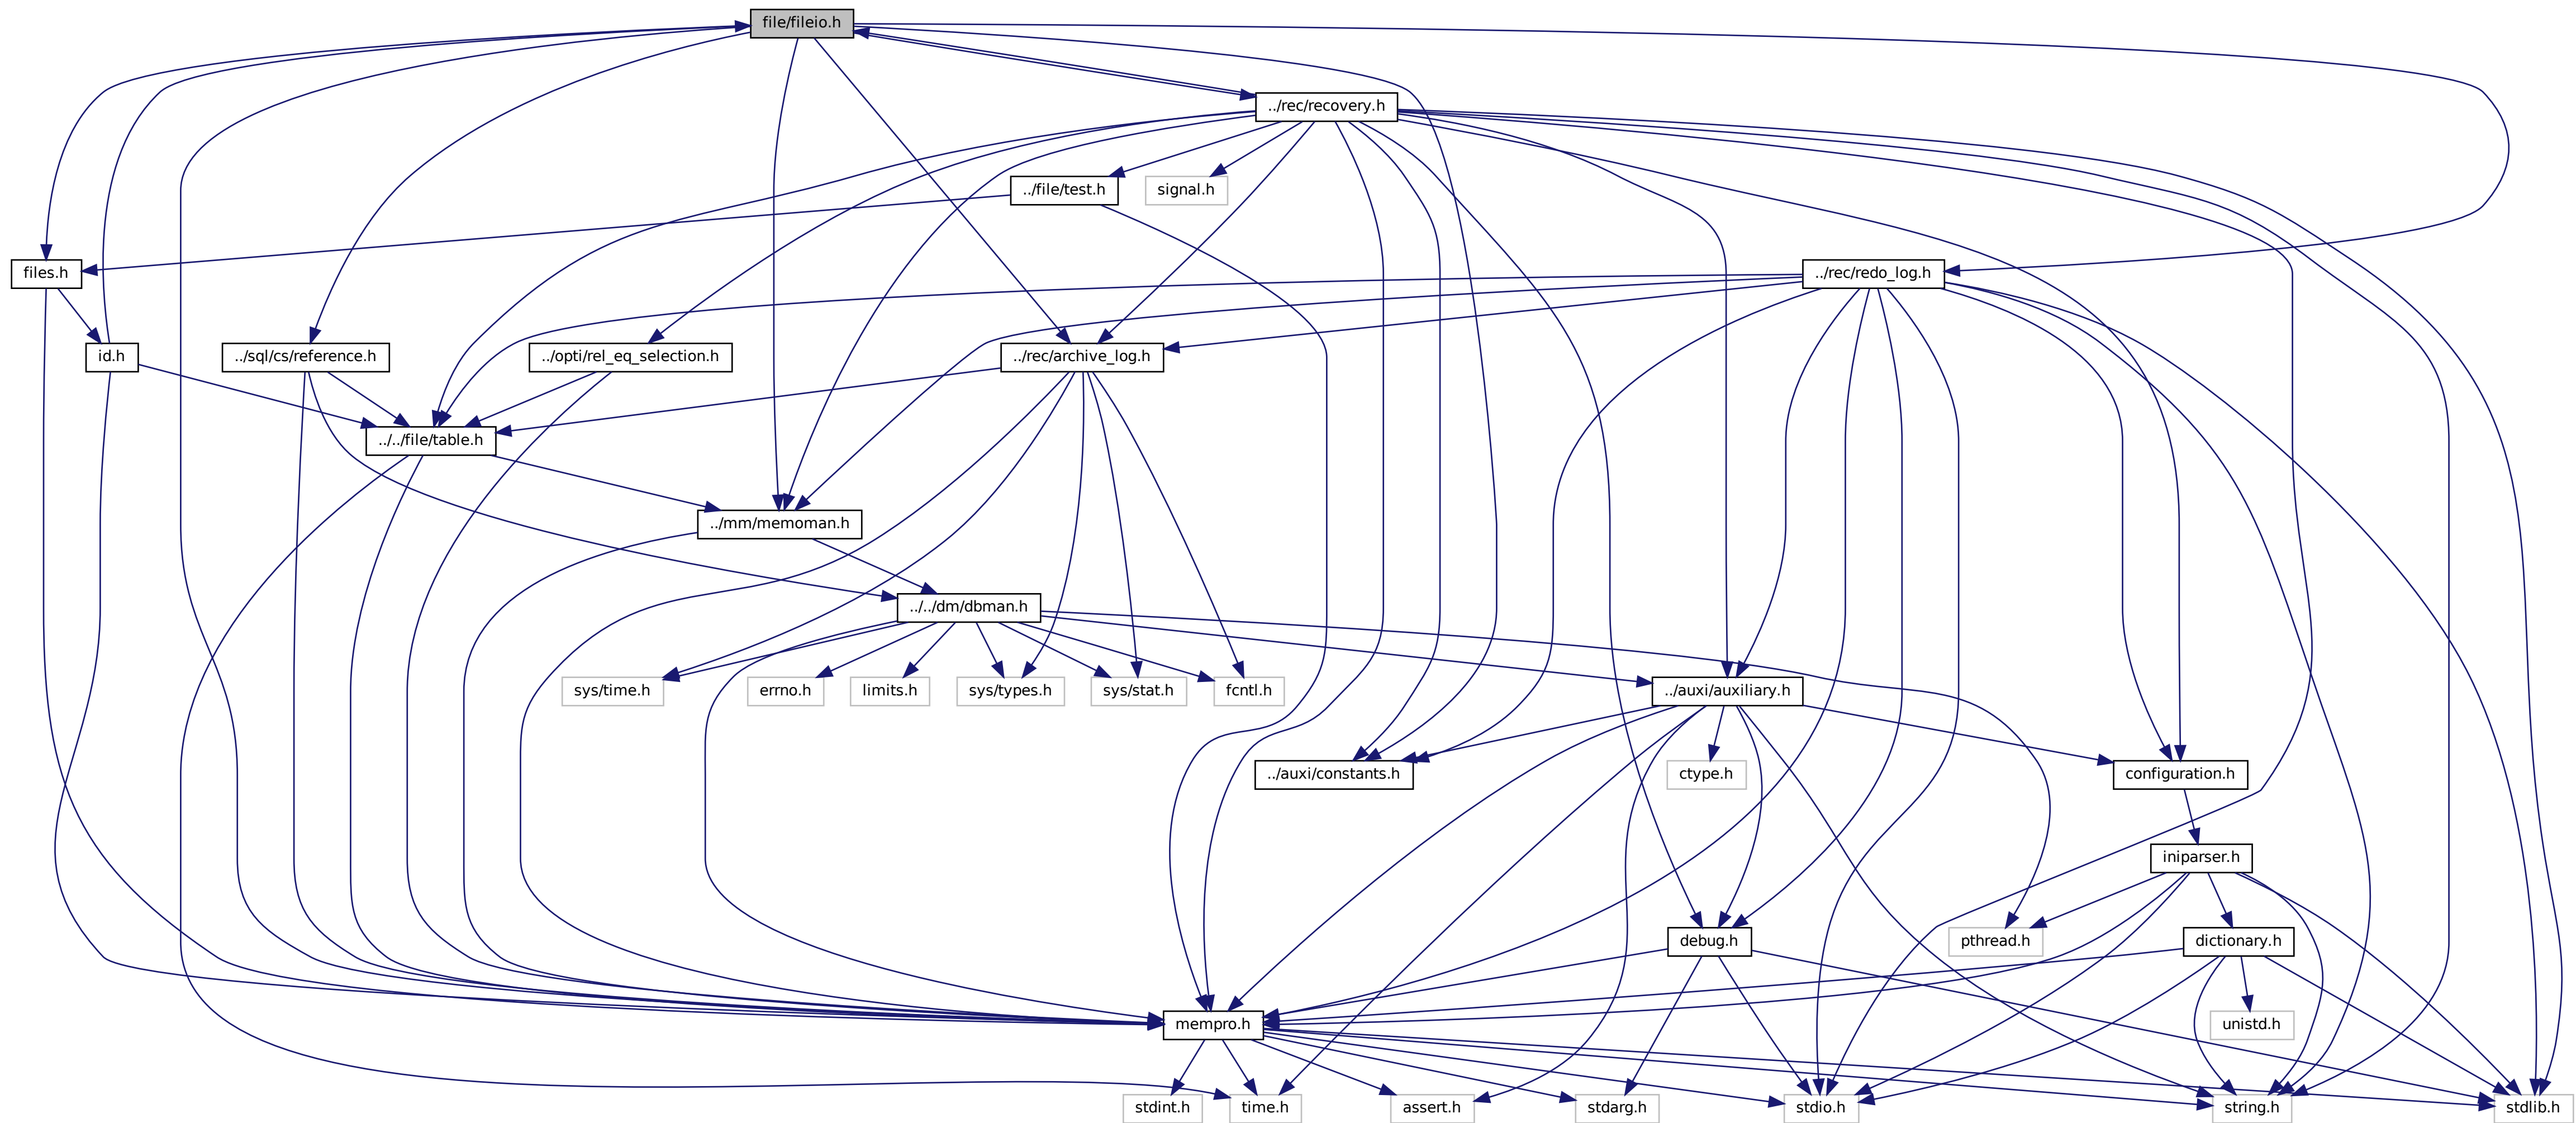 file/fileio.h
../rec/recovery.h
../file/test.h
signal.h
files.h
../rec/redo_log.h
id.h
../sql/cs/reference.h
../opti/rel_eq_selection.h
../rec/archive_log.h
../../file/table.h
../mm/memoman.h
../../dm/dbman.h
sys/time.h
errno.h
limits.h
sys/types.h
sys/stat.h
fcntl.h
../auxi/auxiliary.h
../auxi/constants.h
ctype.h
configuration.h
iniparser.h
debug.h
pthread.h
dictionary.h
mempro.h
unistd.h
stdint.h
time.h
assert.h
stdarg.h
stdio.h
string.h
stdlib.h